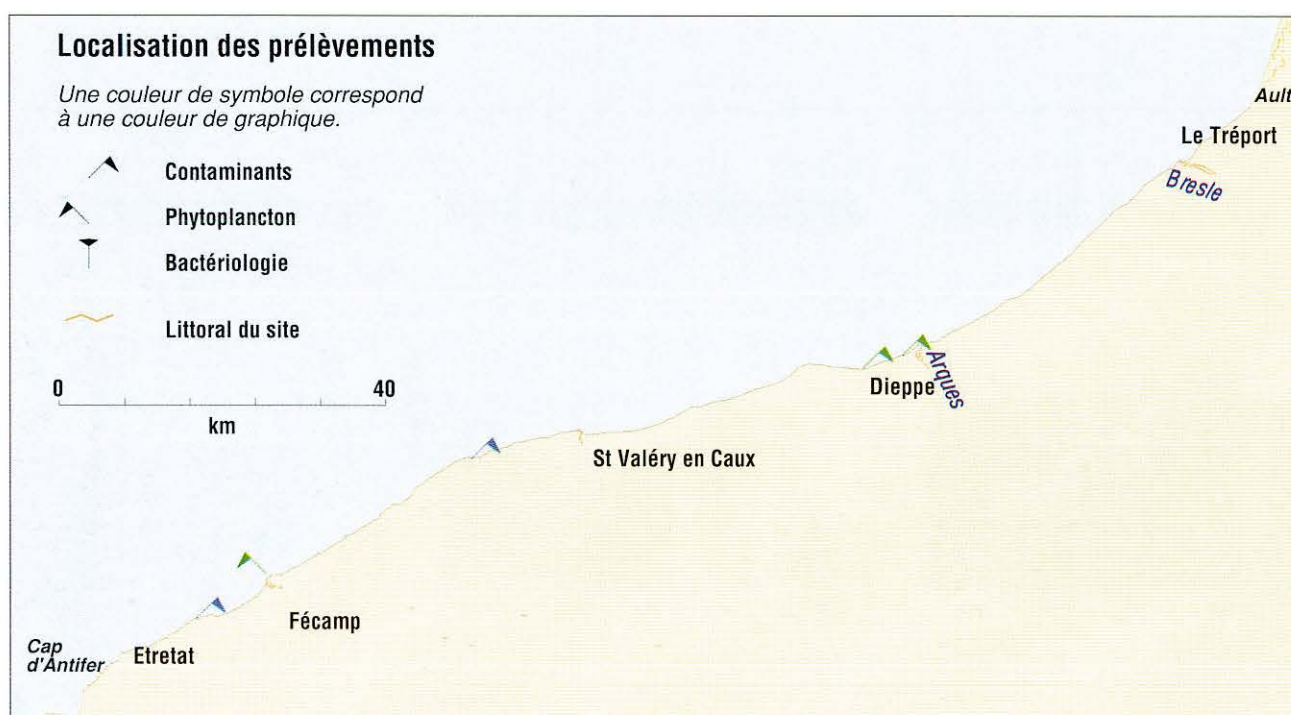 Localisation des prélèvements
Une couleur de symbole correspond
à une couleur de graphique.
Contaminants
Phytoplancton
Bactériologie
Littoral du site
0 40
km
Ault
Le Tréport
Bresle
Arques
Dieppe
St Valéry en Caux
Fécamp
Etretat
Cap
d'Antifer